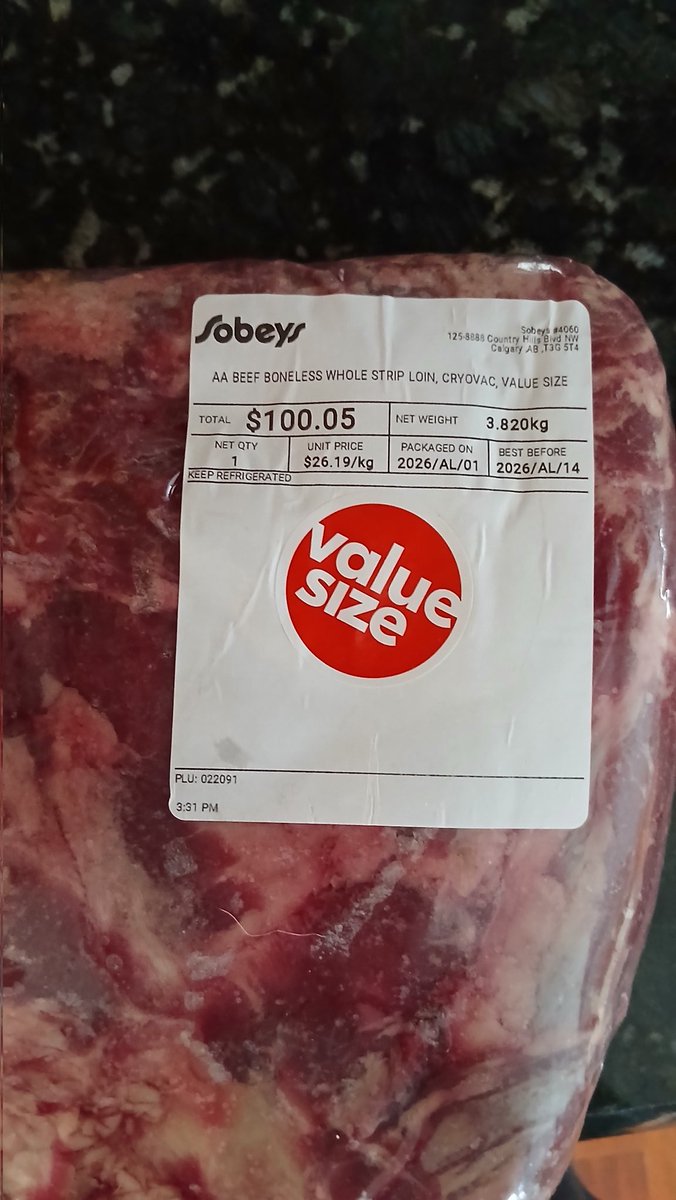 Sobeys
Sobeys #4060
125-8888 Country Hills Blvd NW
Calgary AB ,T3G 5T4
AA BEEF BONELESS WHOLE STRIP LOIN, CRYOVAC, VALUE SIZE
TOTAL $100.05 NET WEIGHT 3.820kg
NET QTY UNIT PRICE PACKAGED ON BEST BEFORE
1 $26.19/kg 2026/AL/01 2026/AL/14
KEEP REFRIGERATED
value
size
PLU: 022091
3:31 PM